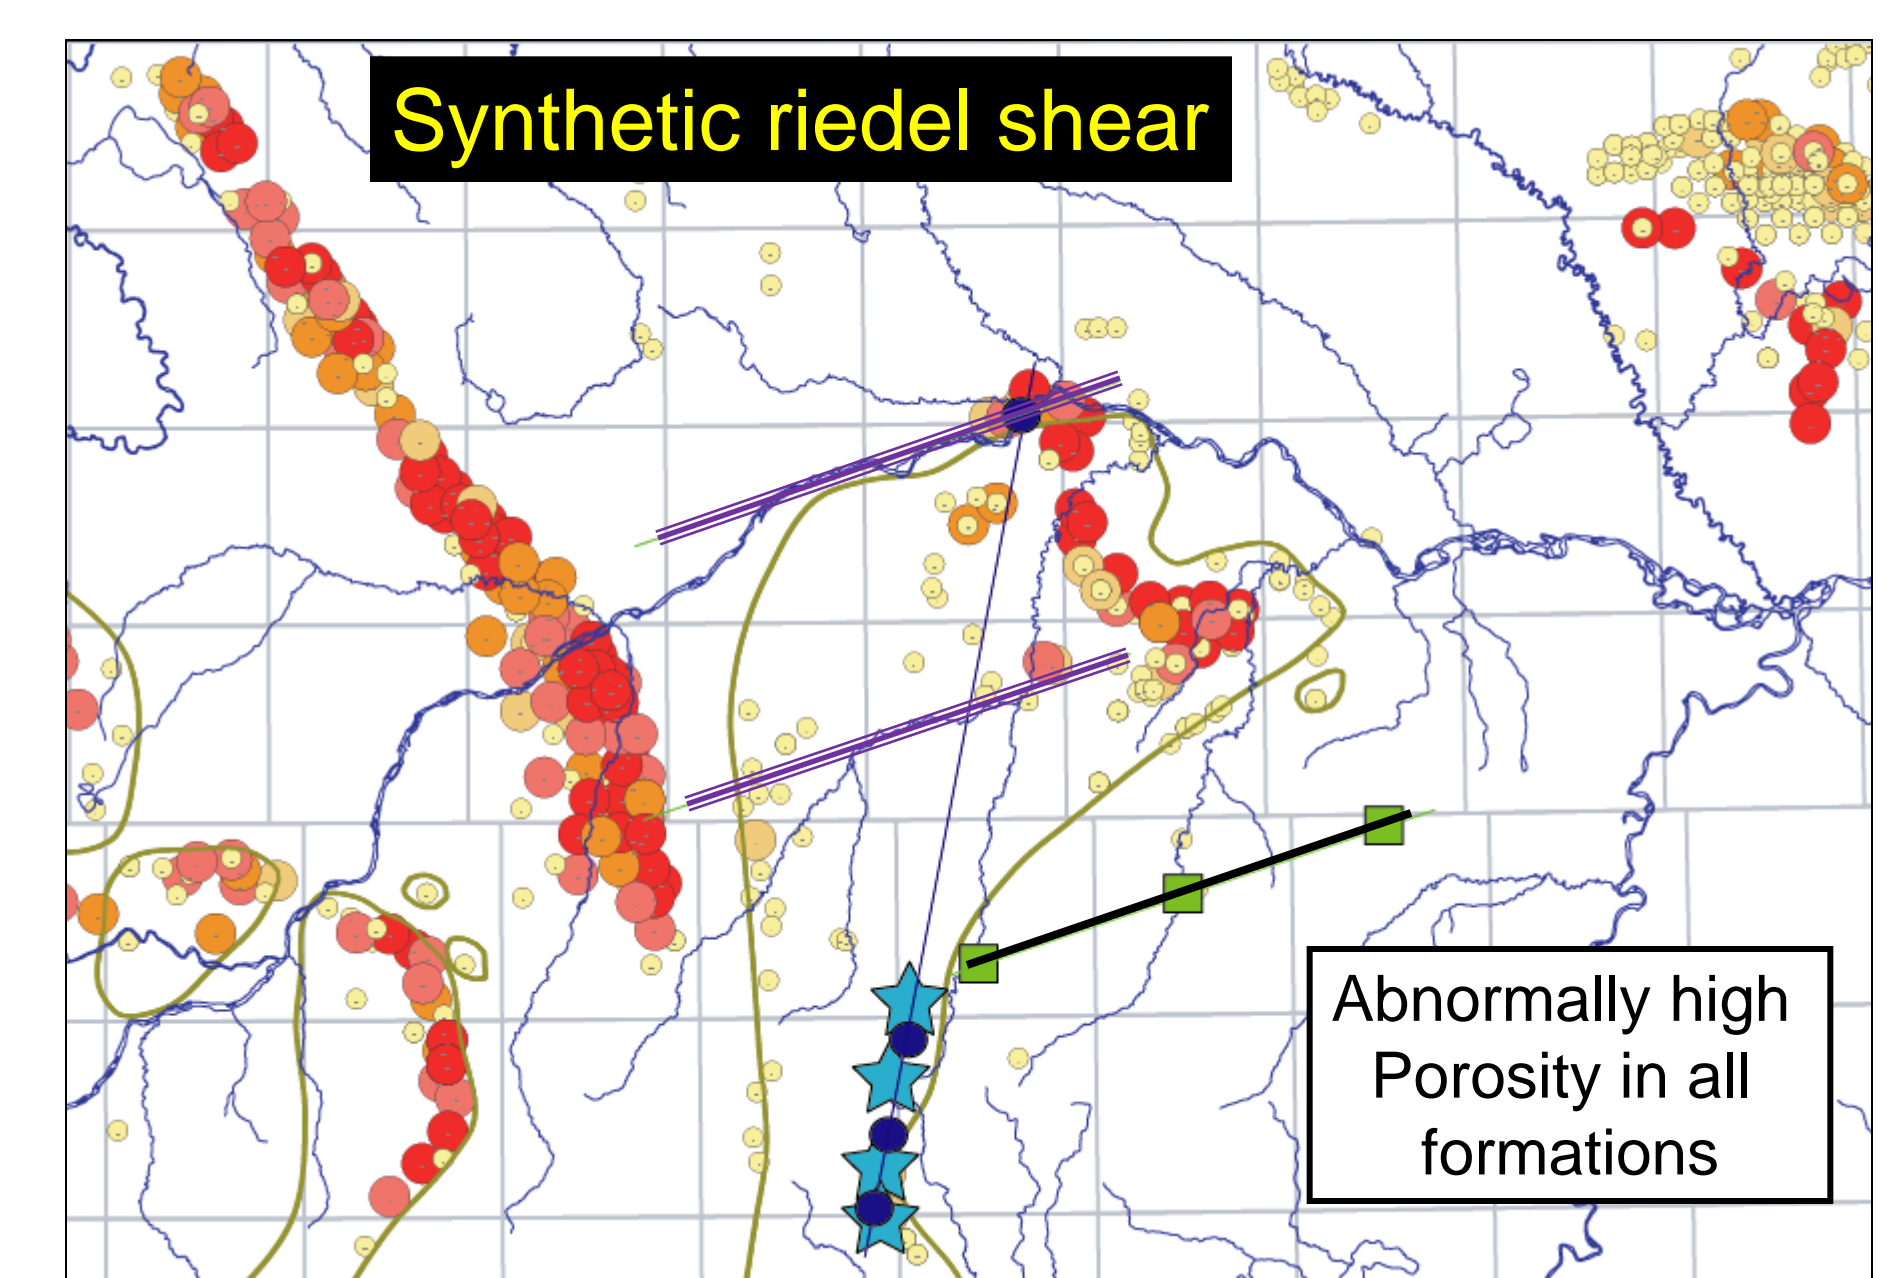 Synthetic riedel shear
Abnormally high
Porosity in all
formations